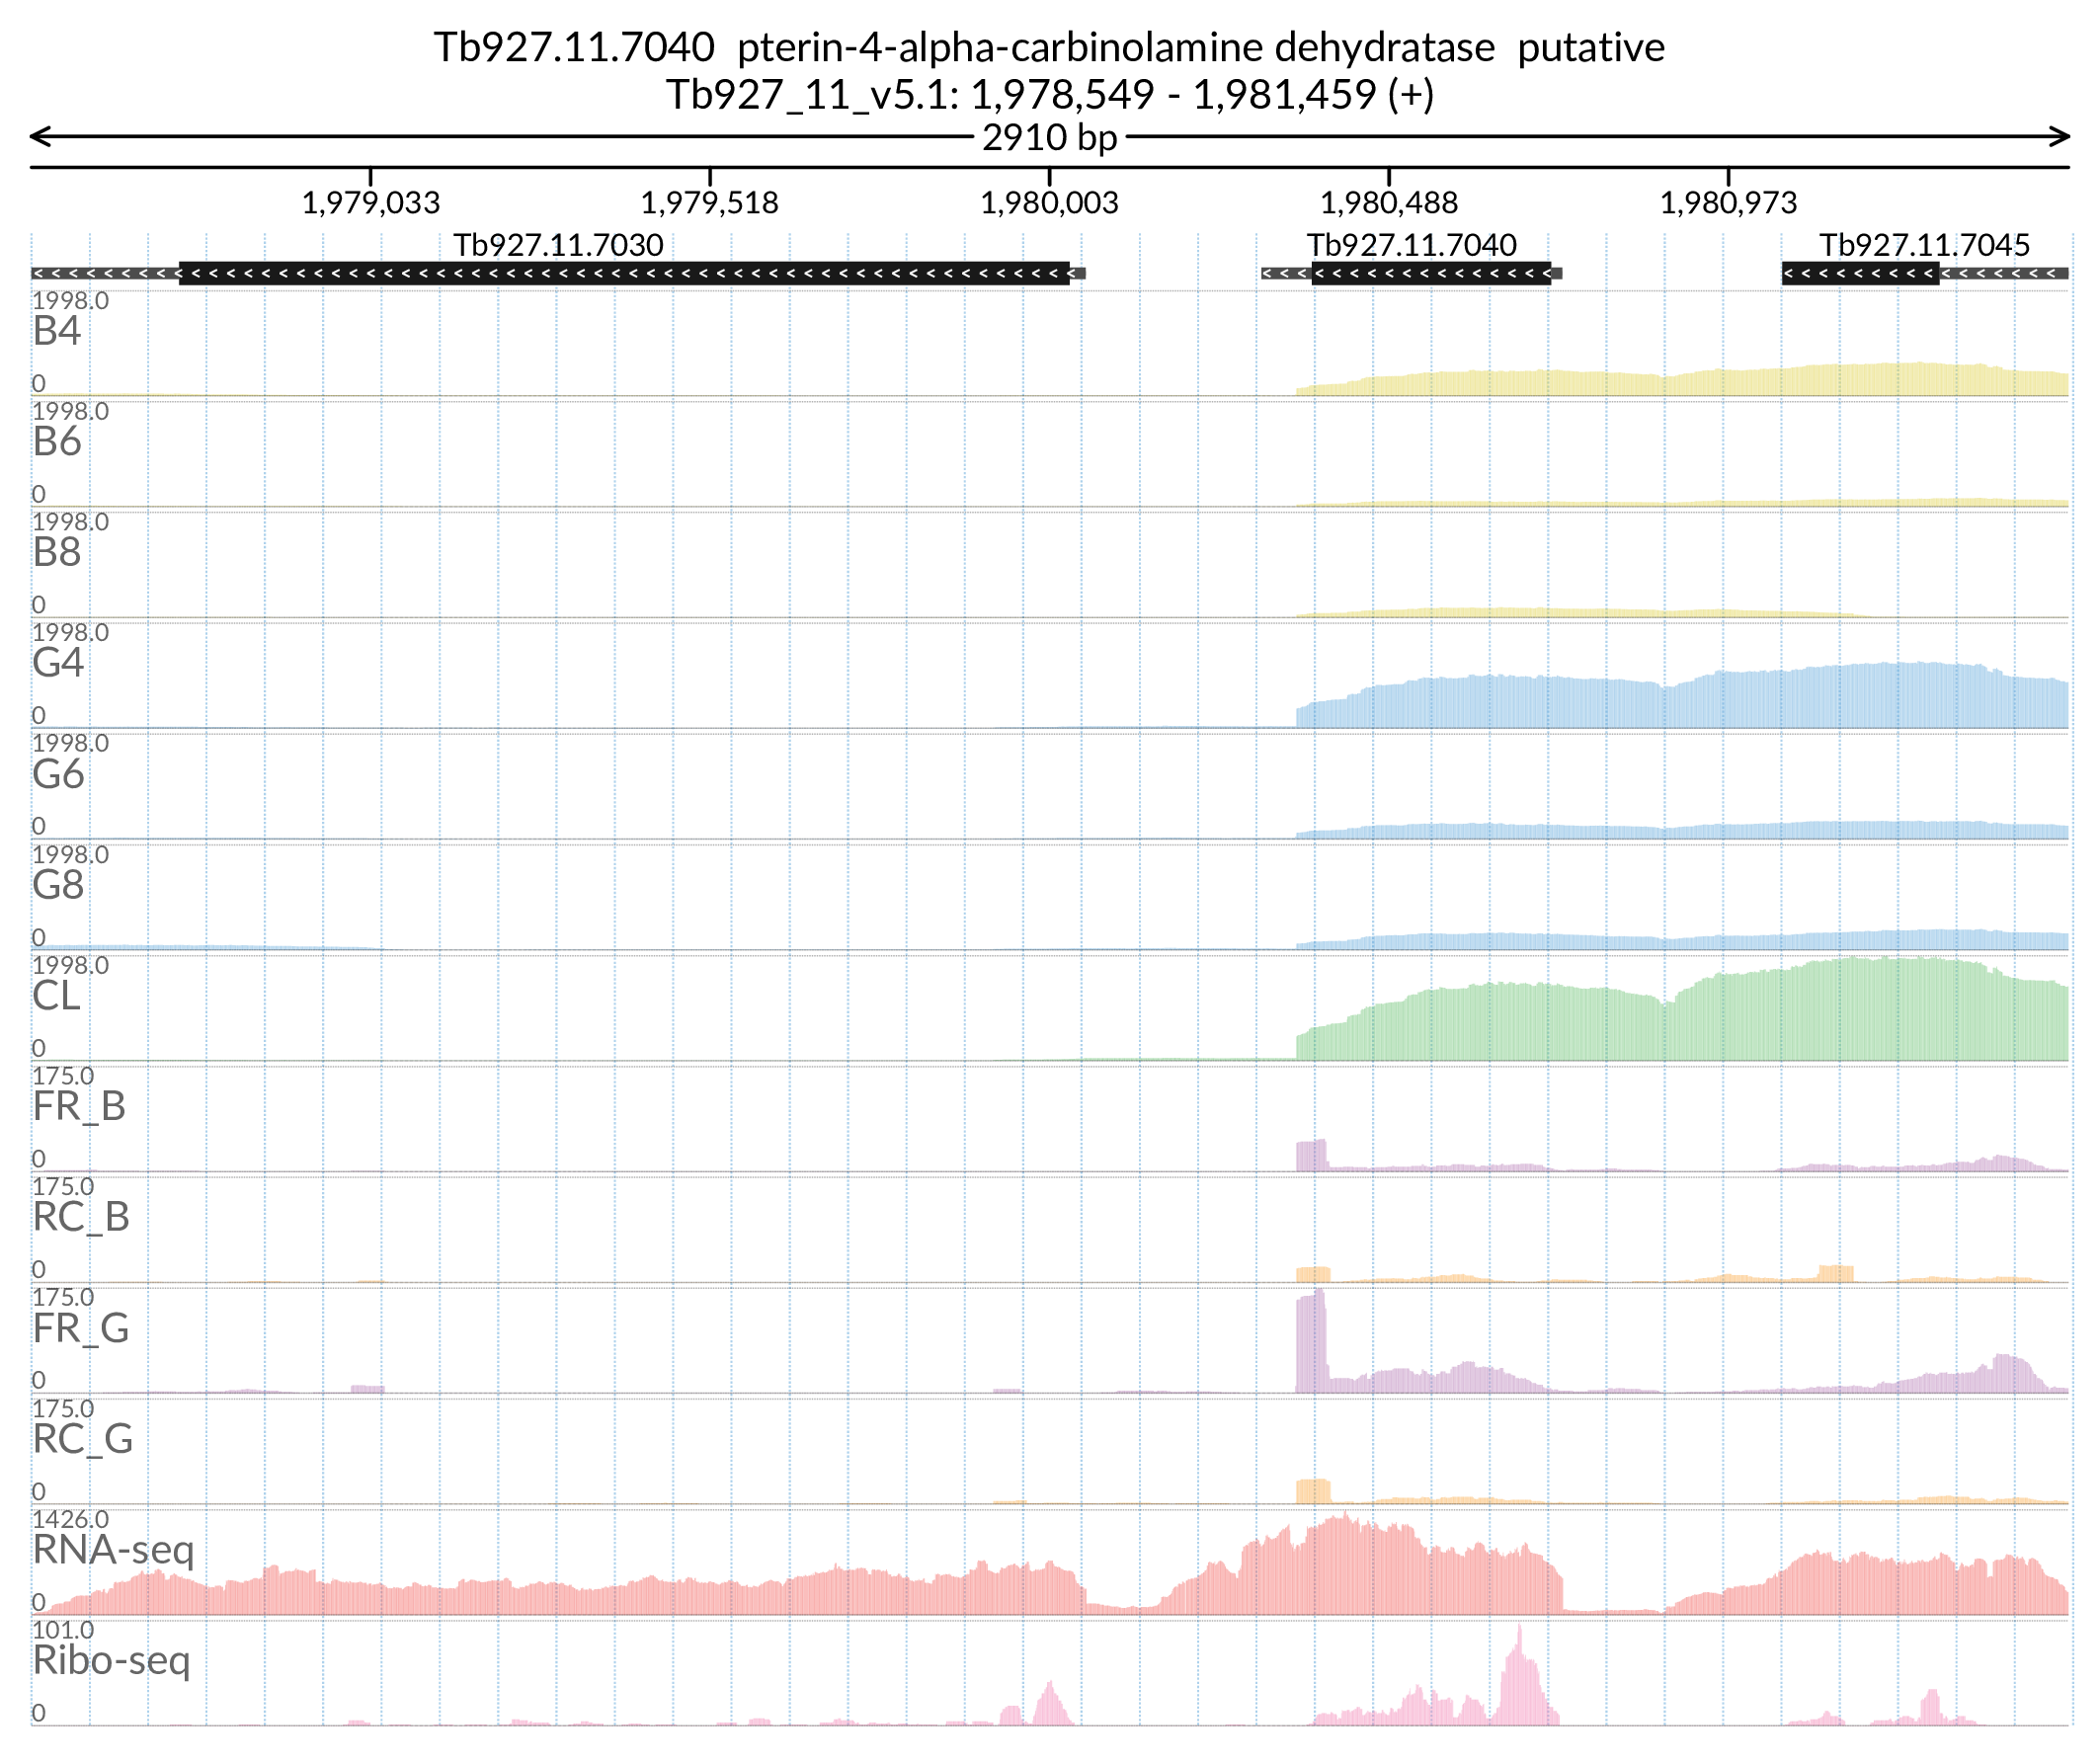 Tb927.11.7040 pterin-4-alpha-carbinolamine dehydratase putative
Tb927_11_v5.1: 1,978,549 - 1,981,459 (+)
2910 bp
1,979,033 1,979,518 1,980,003 1,980,488 1,980,973
Tb927.11.7030 Tb927.11.7040 Tb927.11.7045
1998.0
B4
0
1998.0
B6
0
1998.0
B8
0
1998.0
G4
0
1998.0
G6
0
1998.0
G8
0
1998.0
CL
0
175.0
FR_B
0
175.0
RC_B
0
175.0
FR_G
0
175.0
RC_G
0
1426.0
RNA-seq
0
101.0
Ribo-seq
0